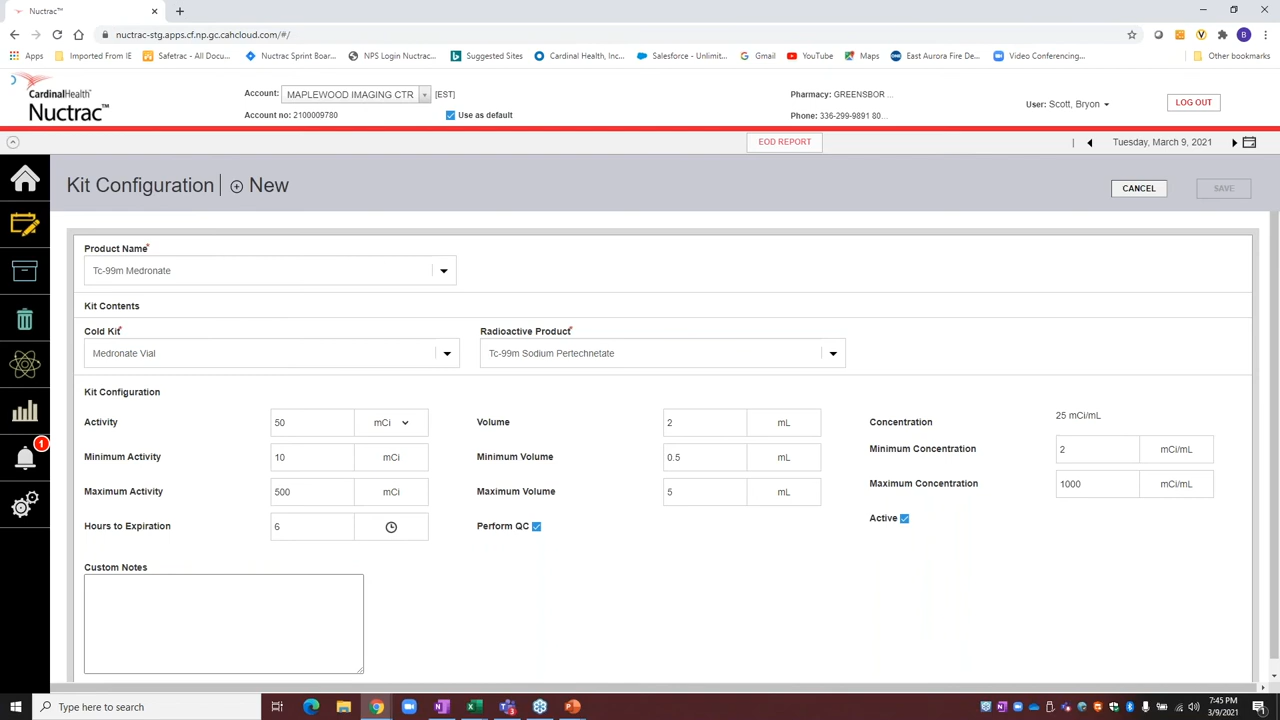 Nuctrac™
nuctrac-stg.apps.cf.np.gc.cahcloud.com/#/
B
Apps Imported From IE Safetrac - All Docu... Nuctrac Sprint Board... NPS Login Nuctrac... Suggested Sites Cardinal Health, Inc... Salesforce - Unlimit... Gmail YouTube Maps East Aurora Fire De... Video Conferencing... Other bookmarks
CardinalHealth™
Nuctrac™
Account: MAPLEWOOD IMAGING CTR [EST]
Account no: 2100009780 Use as default
Pharmacy: GREENSBOR ...
Phone: 336-299-9891 80...
User: Scott, Bryon
LOG OUT
EOD REPORT
Tuesday, March 9, 2021
Kit Configuration New
CANCEL
SAVE
1
Product Name*
Tc-99m Medronate
Kit Contents
Cold Kit* Radioactive Product*
Medronate Vial Tc-99m Sodium Pertechnetate
Kit Configuration
Activity 50 mCi Volume 2 mL Concentration 25 mCi/mL
Minimum Activity 10 mCi Minimum Volume 0.5 mL Minimum Concentration 2 mCi/mL
Maximum Activity 500 mCi Maximum Volume 5 mL Maximum Concentration 1000 mCi/mL
Hours to Expiration 6 Perform QC Active
Custom Notes
Type here to search
7:45 PM
3/9/2021